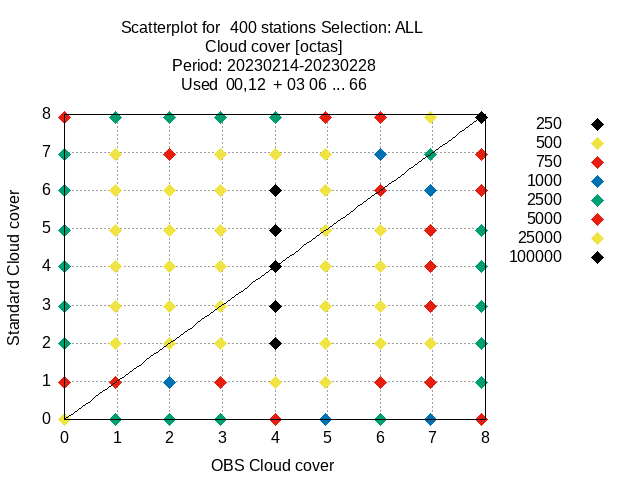 Scatterplot for  400 stations Selection: ALL
Cloud cover [octas]
Period: 20230214-20230228
Used  00,12  + 03 06 ... 66
Standard Cloud cover
8
7
6
5
4
3
2
1
0
0 1 2 3 4 5 6 7 8
OBS Cloud cover
250
500
750
1000
2500
5000
25000
100000